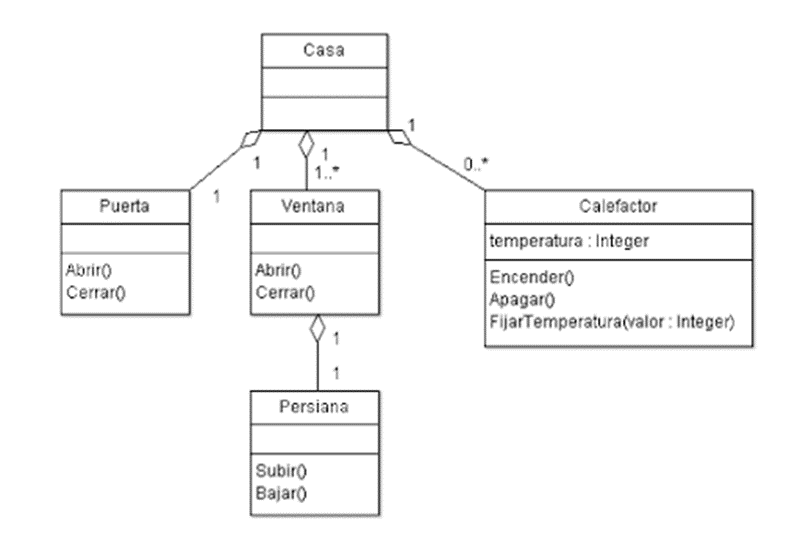 Casa
1
1
1
1
1..*
0..*
Puerta
Abrir()
Cerrar()
Ventana
Abrir()
Cerrar()
Calefactor
temperatura : Integer
Encender()
Apagar()
FijarTemperatura(valor : Integer)
1
1
Persiana
Subir()
Bajar()